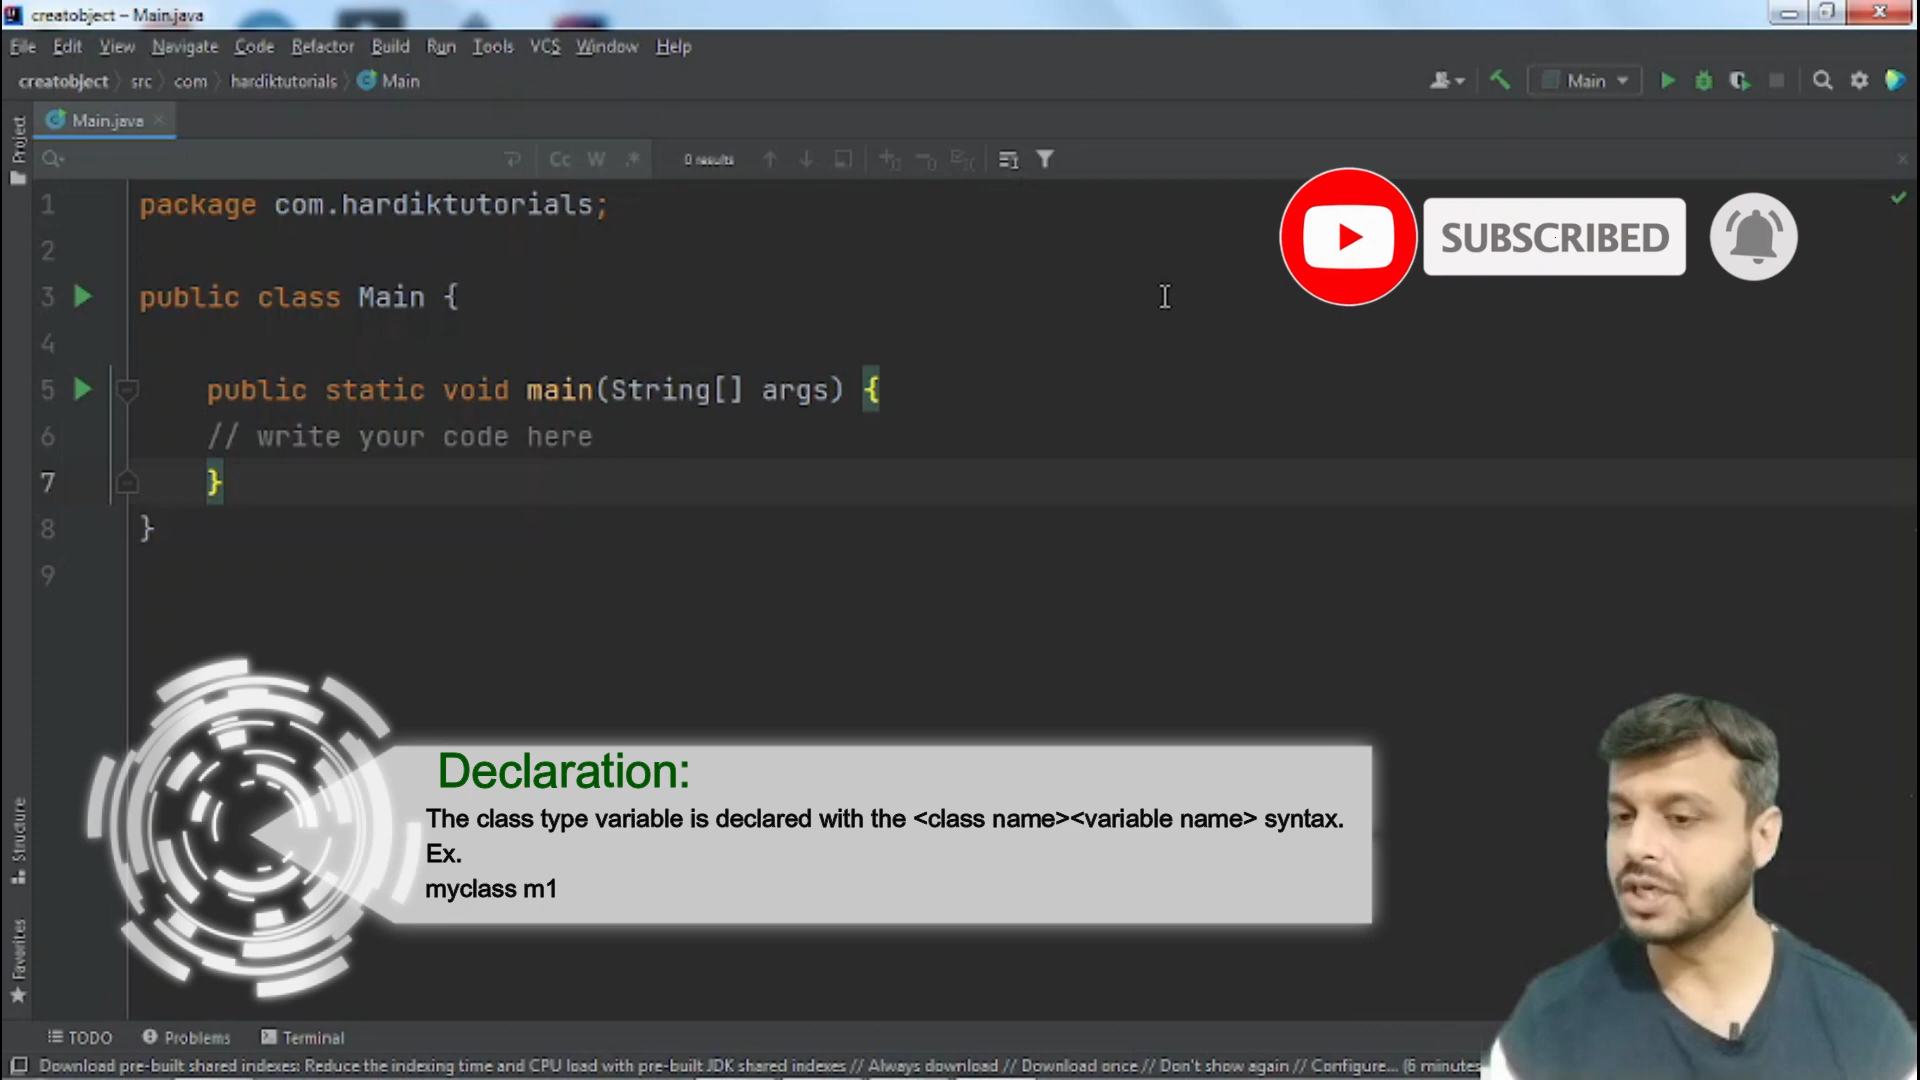 creatobject – Main.java
File Edit View Navigate Code Refactor Build Run Tools VCS Window Help
creatobject src com hardiktutorials Main
Main
Main.java
Project
Cc W .* 0 results
1 package com.hardiktutorials;
2
3 public class Main {
4
5 public static void main(String[] args) {
6 // write your code here
7 }
8 }
9
SUBSCRIBED
Declaration:
The class type variable is declared with the <class name><variable name> syntax.
Ex.
myclass m1
Structure
Favorites
TODO Problems Terminal
Download pre-built shared indexes: Reduce the indexing time and CPU load with pre-built JDK shared indexes // Always download // Download once // Don't show again // Configure... (6 minutes